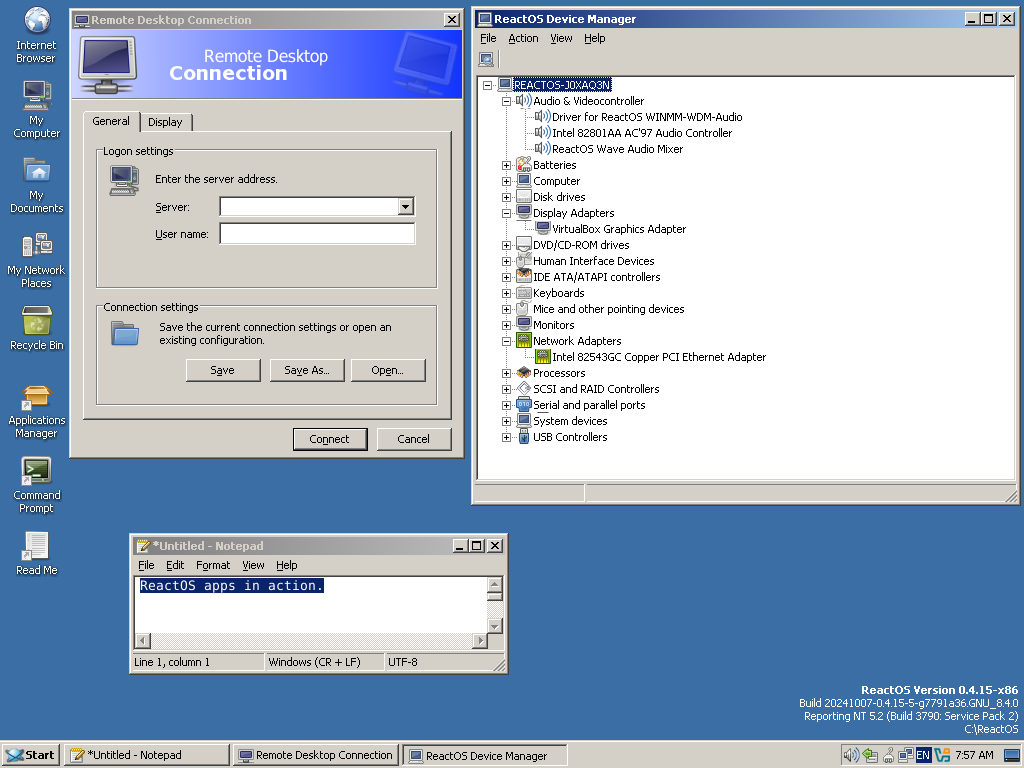 Internet
Browser
My
Computer
My
Documents
My Network
Places
Recycle Bin
Applications
Manager
Command
Prompt
Read Me
Remote Desktop Connection
Remote Desktop
Connection
General
Display
Logon settings
Enter the server address.
Server:
User name:
Connection settings
Save the current connection settings or open an
existing configuration.
Save
Save As...
Open...
Connect
Cancel
ReactOS Device Manager
File Action View Help
REACTOS-J0XAQ3N
Audio & Videocontroller
Driver for ReactOS WINMM-WDM-Audio
Intel 82801AA AC'97 Audio Controller
ReactOS Wave Audio Mixer
Batteries
Computer
Disk drives
Display Adapters
VirtualBox Graphics Adapter
DVD/CD-ROM drives
Human Interface Devices
IDE ATA/ATAPI controllers
Keyboards
Mice and other pointing devices
Monitors
Network Adapters
Intel 82543GC Copper PCI Ethernet Adapter
Processors
SCSI and RAID Controllers
Serial and parallel ports
System devices
USB Controllers
*Untitled - Notepad
File Edit Format View Help
ReactOS apps in action.
Line 1, column 1
Windows (CR + LF)
UTF-8
ReactOS Version 0.4.15-x86
Build 20241007-0.4.15-5-g7791a36.GNU_8.4.0
Reporting NT 5.2 (Build 3790: Service Pack 2)
C:\ReactOS
Start
*Untitled - Notepad
Remote Desktop Connection
ReactOS Device Manager
EN
7:57 AM